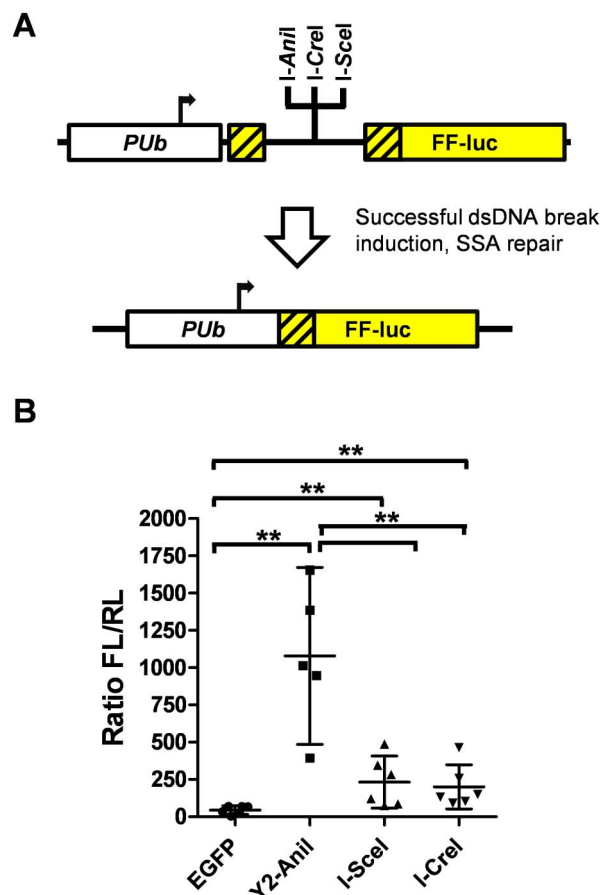 A
I-AniI
I-CreI
I-SceI
PUb
FF-luc
Successful dsDNA break
induction, SSA repair
PUb
FF-luc
B
**
**
**
**
2000
1750
1500
1250
1000
750
500
250
0
Ratio FL/RL
EGFP
Y2-AniI
I-SceI
I-CreI